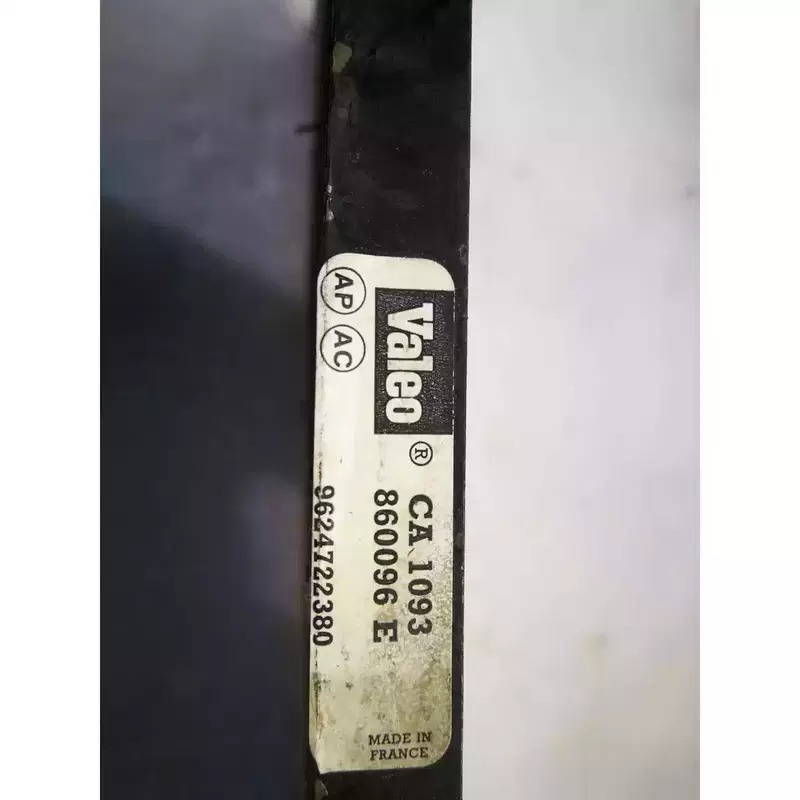 Valeo®
CA 1093
860096 E
AP AC
9624722380
MADE IN
FRANCE